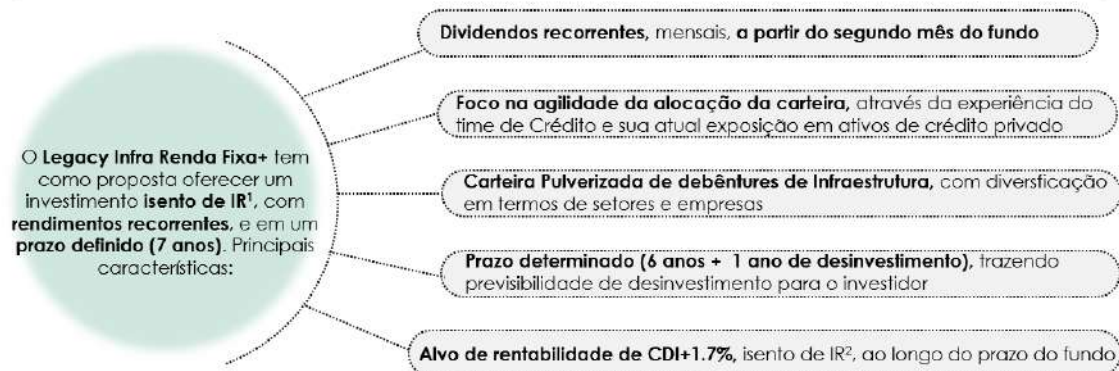 O Legacy Infra Renda Fixa+ tem
como proposta oferecer um
investimento isento de IR¹, com
rendimentos recorrentes, e em um
prazo definido (7 anos). Principais
características:
Dividendos recorrentes, mensais, a partir do segundo mês do fundo
Foco na agilidade da alocação da carteira, através da experiência do
time de Crédito e sua atual exposição em ativos de crédito privado
Carteira Pulverizada de debêntures de Infraestrutura, com diversficação
em termos de setores e empresas
Prazo determinado (6 anos + 1 ano de desinvestimento), trazendo
previsibilidade de desinvestimento para o investidor
Alvo de rentabilidade de CDI+1.7%, isento de IR², ao longo do prazo do fundo